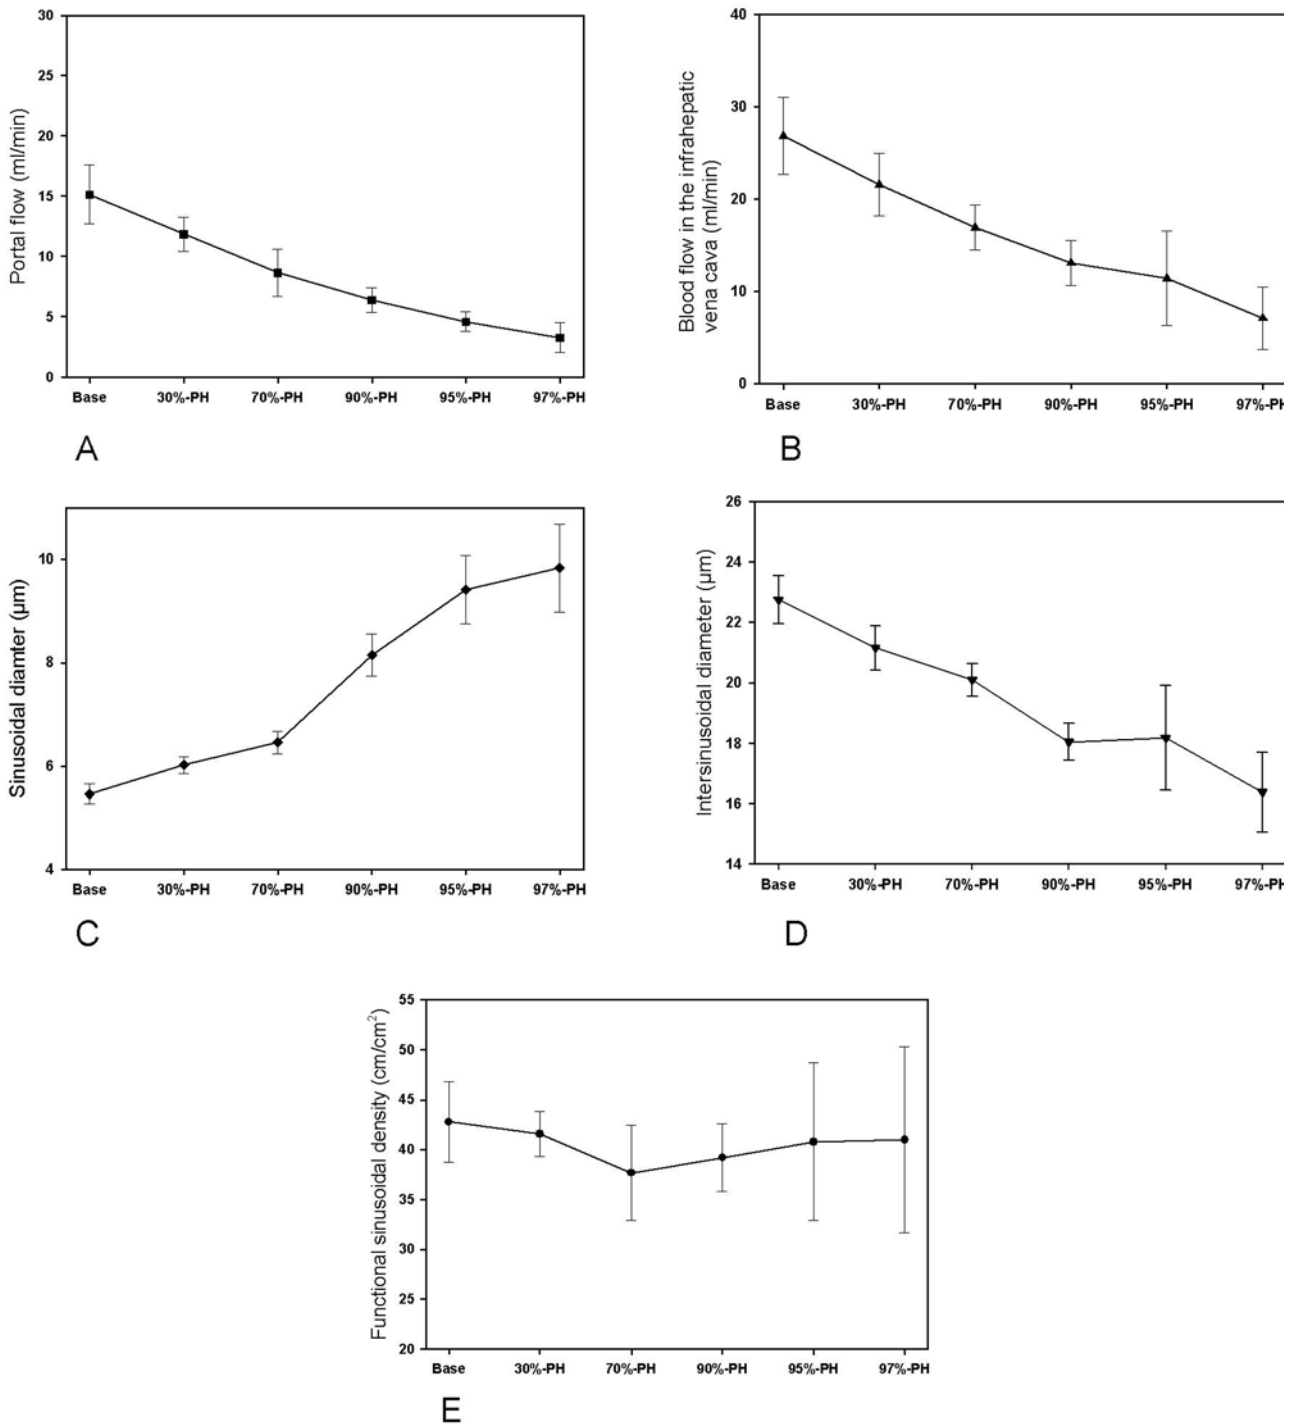 Portal flow (ml/min)
30
25
20
15
10
5
0
Base 30%-PH 70%-PH 90%-PH 95%-PH 97%-PH
A
Blood flow in the infrahepatic
vena cava (ml/min)
40
30
20
10
0
Base 30%-PH 70%-PH 90%-PH 95%-PH 97%-PH
B
Sinusoidal diamter (µm)
10
8
6
4
Base 30%-PH 70%-PH 90%-PH 95%-PH 97%-PH
C
Intersinusoidal diameter (µm)
26
24
22
20
18
16
14
Base 30%-PH 70%-PH 90%-PH 95%-PH 97%-PH
D
Functional sinusoidal density (cm/cm²)
55
50
45
40
35
30
25
20
Base 30%-PH 70%-PH 90%-PH 95%-PH 97%-PH
E